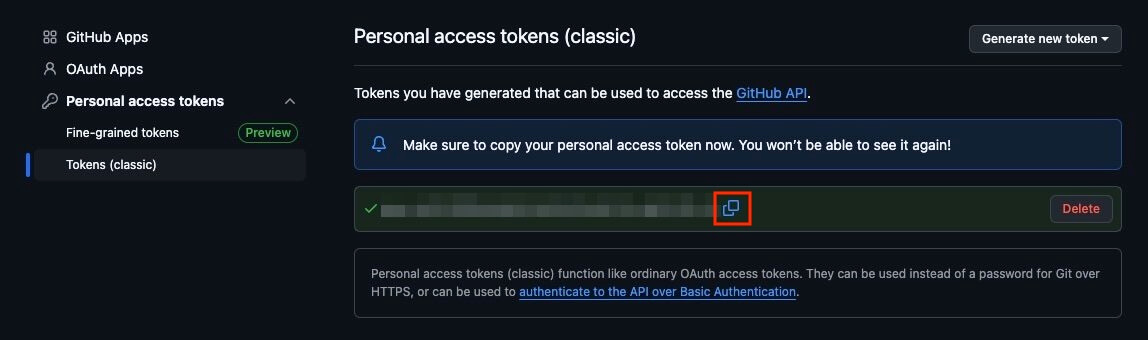 GitHub Apps
OAuth Apps
Personal access tokens
Fine-grained tokens
Preview
Tokens (classic)
Personal access tokens (classic)
Generate new token
Tokens you have generated that can be used to access the GitHub API.
Make sure to copy your personal access token now. You won’t be able to see it again!
Delete
Personal access tokens (classic) function like ordinary OAuth access tokens. They can be used instead of a password for Git over
HTTPS, or can be used to authenticate to the API over Basic Authentication.